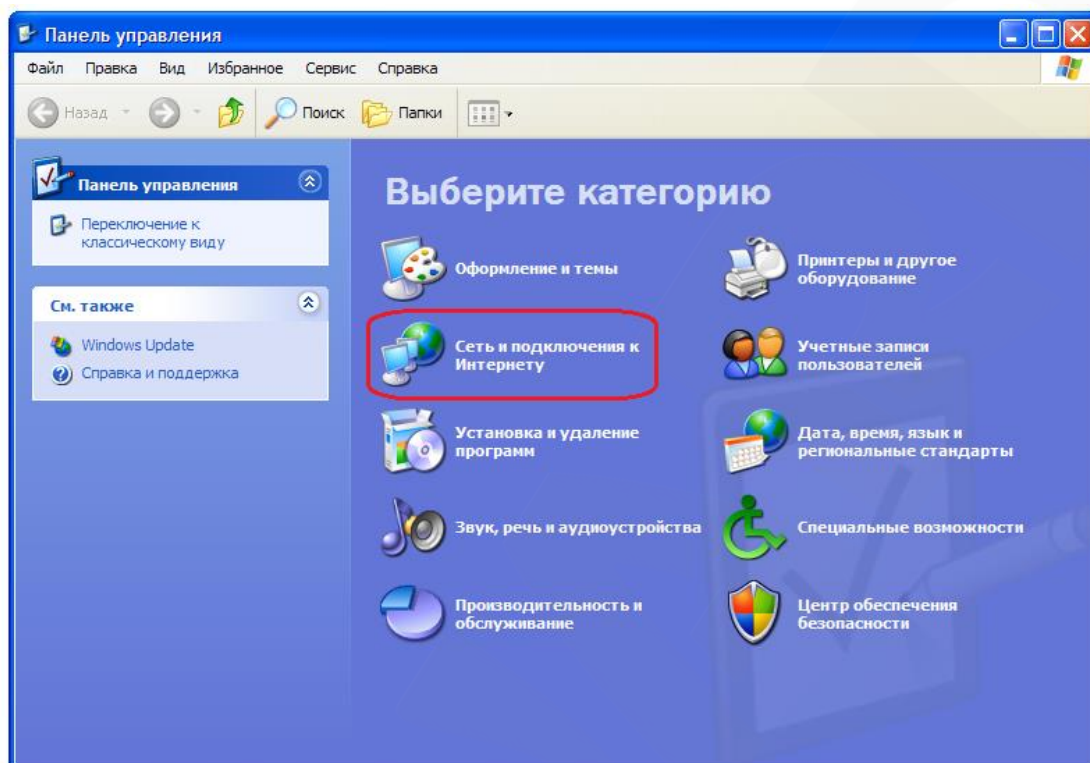 Панель управления
Файл Правка Вид Избранное Сервис Справка
Назад Поиск Папки
Панель управления
Переключение к
классическому виду
См. также
Windows Update
Справка и поддержка
Выберите категорию
Оформление и темы
Принтеры и другое
оборудование
Сеть и подключения к
Интернету
Учетные записи
пользователей
Установка и удаление
программ
Дата, время, язык и
региональные стандарты
Звук, речь и аудиоустройства
Специальные возможности
Производительность и
обслуживание
Центр обеспечения
безопасности